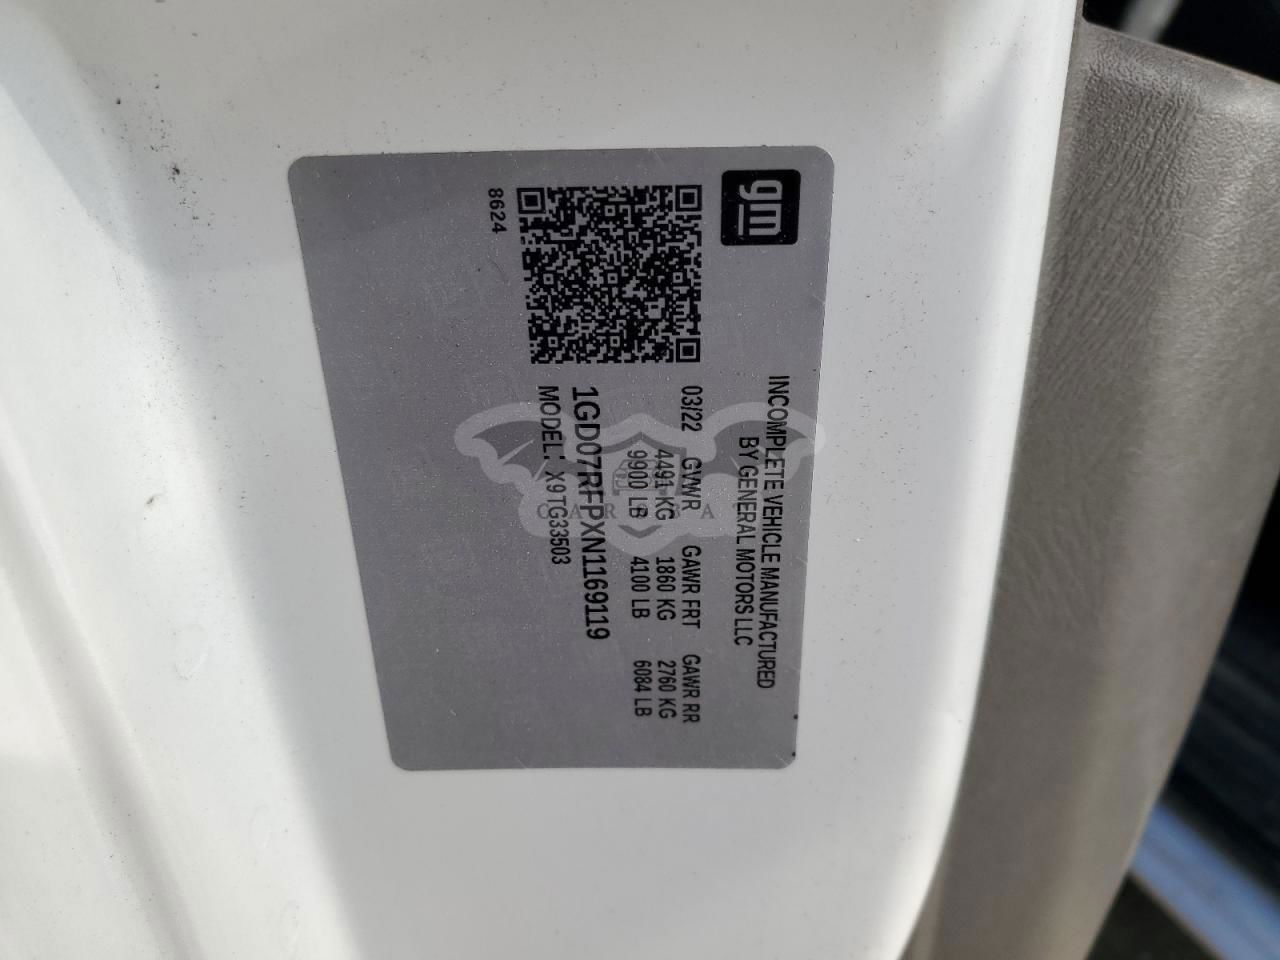 gm
INCOMPLETE VEHICLE MANUFACTURED
BY GENERAL MOTORS LLC
03/22 GVWR GAWR FRT GAWR RR
4491 KG 1860 KG 2760 KG
9900 LB 4100 LB 6084 LB
1GD07RFPXN1169119
MODEL: X9TG33503
8624